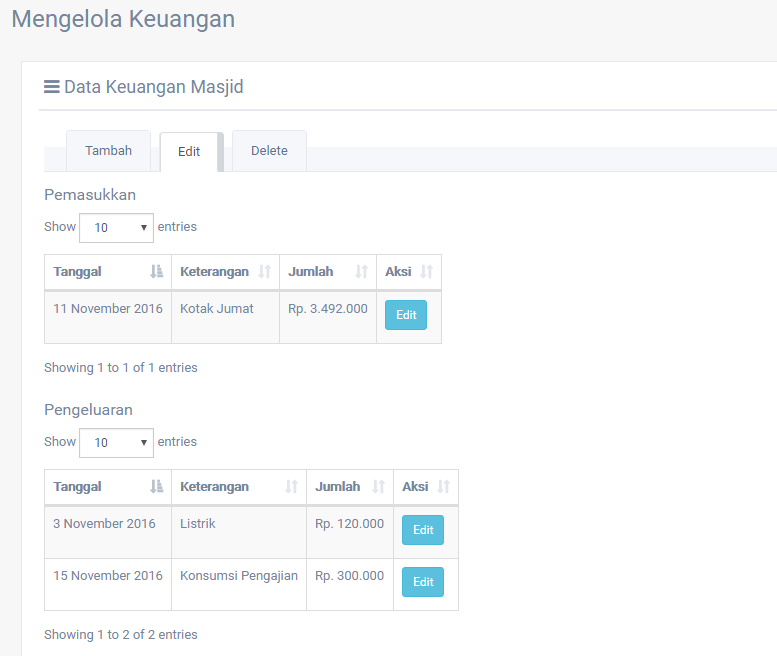 Mengelola Keuangan
Data Keuangan Masjid
Tambah Edit Delete
Pemasukkan
Show 10 entries
Tanggal Keterangan Jumlah Aksi
11 November 2016 Kotak Jumat Rp. 3.492.000 Edit
Showing 1 to 1 of 1 entries
Pengeluaran
Show 10 entries
Tanggal Keterangan Jumlah Aksi
3 November 2016 Listrik Rp. 120.000 Edit
15 November 2016 Konsumsi Pengajian Rp. 300.000 Edit
Showing 1 to 2 of 2 entries